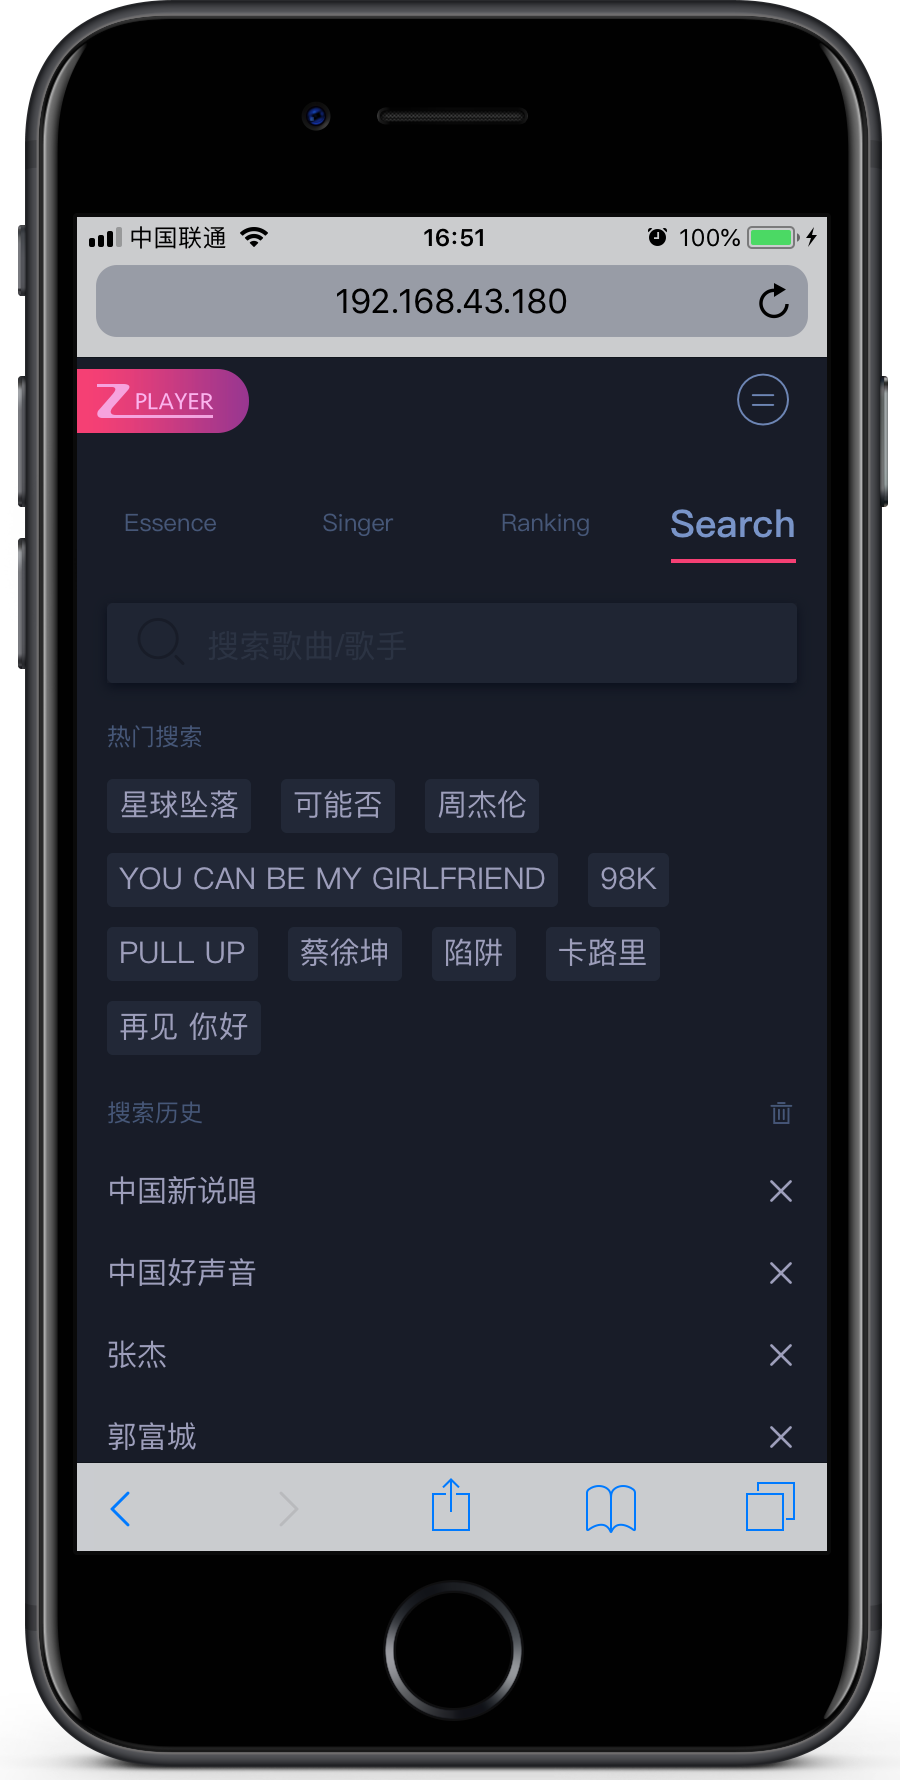 中国联通 16:51 100%
192.168.43.180
Z PLAYER
Essence Singer Ranking Search
搜索歌曲/歌手
热门搜索
星球坠落 可能否 周杰伦
YOU CAN BE MY GIRLFRIEND 98K
PULL UP 蔡徐坤 陷阱 卡路里
再见 你好
搜索历史
中国新说唱
中国好声音
张杰
郭富城